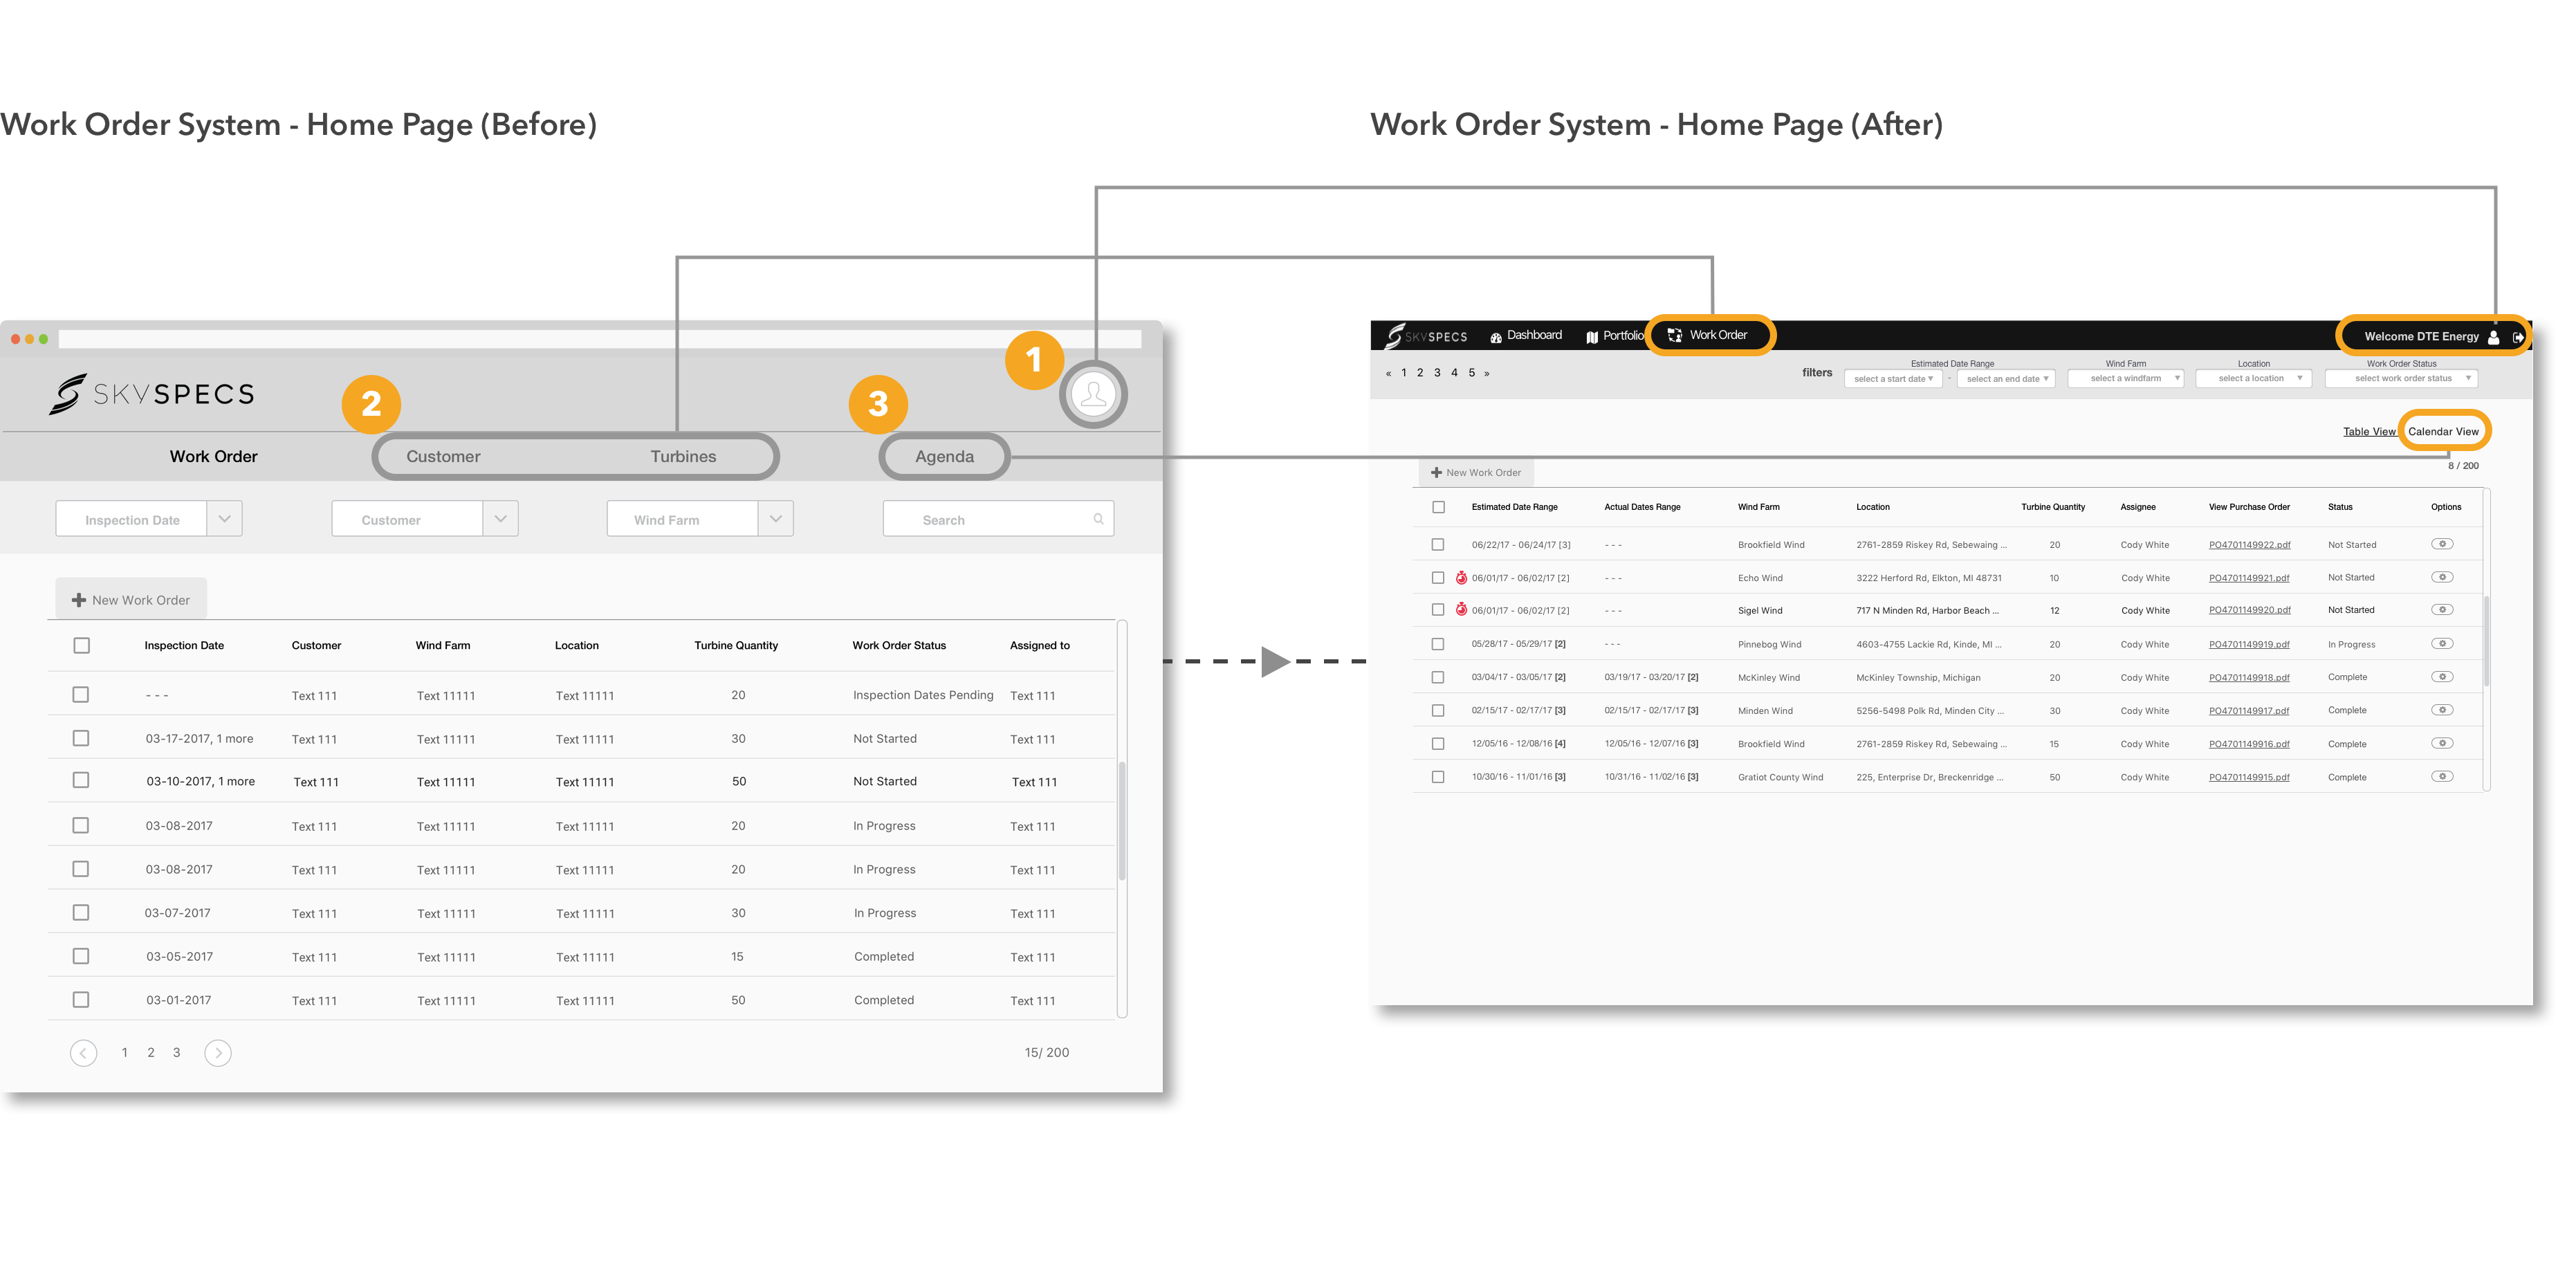 Work Order System - Home Page (Before)
Work Order System - Home Page (After)
1
SKYSPECS
2
3
Work Order
Customer
Turbines
Agenda
Inspection Date
Customer
Wind Farm
Search
New Work Order
Inspection Date Customer Wind Farm Location Turbine Quantity Work Order Status Assigned to
- - - Text 111 Text 11111 Text 11111 20 Inspection Dates Pending Text 111
03-17-2017, 1 more Text 111 Text 11111 Text 11111 30 Not Started Text 111
03-10-2017, 1 more Text 111 Text 11111 Text 11111 50 Not Started Text 111
03-08-2017 Text 111 Text 11111 Text 11111 20 In Progress Text 111
03-08-2017 Text 111 Text 11111 Text 11111 20 In Progress Text 111
03-07-2017 Text 111 Text 11111 Text 11111 30 In Progress Text 111
03-05-2017 Text 111 Text 11111 Text 11111 15 Completed Text 111
03-01-2017 Text 111 Text 11111 Text 11111 50 Completed Text 111
1 2 3
15/ 200
SKYSPECS Dashboard Portfolio Work Order Welcome DTE Energy
« 1 2 3 4 5 »
filters
Estimated Date Range Wind Farm Location Work Order Status
select a start date - select an end date select a windfarm select a location select work order status
Table View Calendar View
8 / 200
New Work Order
Estimated Date Range Actual Dates Range Wind Farm Location Turbine Quantity Assignee View Purchase Order Status Options
06/22/17 - 06/24/17 [3] - - - Brookfield Wind 2761-2859 Riskey Rd, Sebewaing ... 20 Cody White PO4701149922.pdf Not Started
06/01/17 - 06/02/17 [2] - - - Echo Wind 3222 Herford Rd, Elkton, MI 48731 10 Cody White PO4701149921.pdf Not Started
06/01/17 - 06/02/17 [2] - - - Sigel Wind 717 N Minden Rd, Harbor Beach ... 12 Cody White PO4701149920.pdf Not Started
05/28/17 - 05/29/17 [2] - - - Pinnebog Wind 4603-4755 Lackie Rd, Kinde, MI ... 20 Cody White PO4701149919.pdf In Progress
03/04/17 - 03/05/17 [2] 03/19/17 - 03/20/17 [2] McKinley Wind McKinley Township, Michigan 20 Cody White PO4701149918.pdf Complete
02/15/17 - 02/17/17 [3] 02/15/17 - 02/17/17 [3] Minden Wind 5256-5498 Polk Rd, Minden City ... 30 Cody White PO4701149917.pdf Complete
12/05/16 - 12/08/16 [4] 12/05/16 - 12/07/16 [3] Brookfield Wind 2761-2859 Riskey Rd, Sebewaing ... 15 Cody White PO4701149916.pdf Complete
10/30/16 - 11/01/16 [3] 10/31/16 - 11/02/16 [3] Gratiot County Wind 225, Enterprise Dr, Breckenridge ... 50 Cody White PO4701149915.pdf Complete